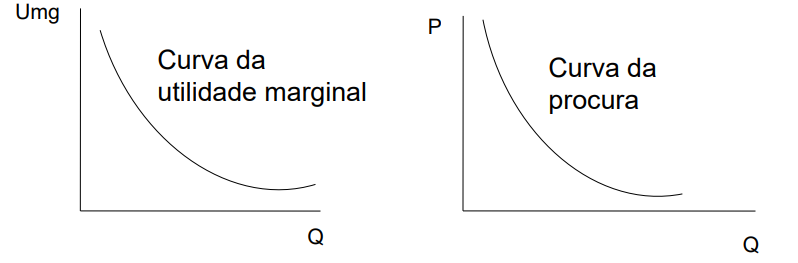 Umg
Curva da
utilidade marginal
Q
P
Curva da
procura
Q